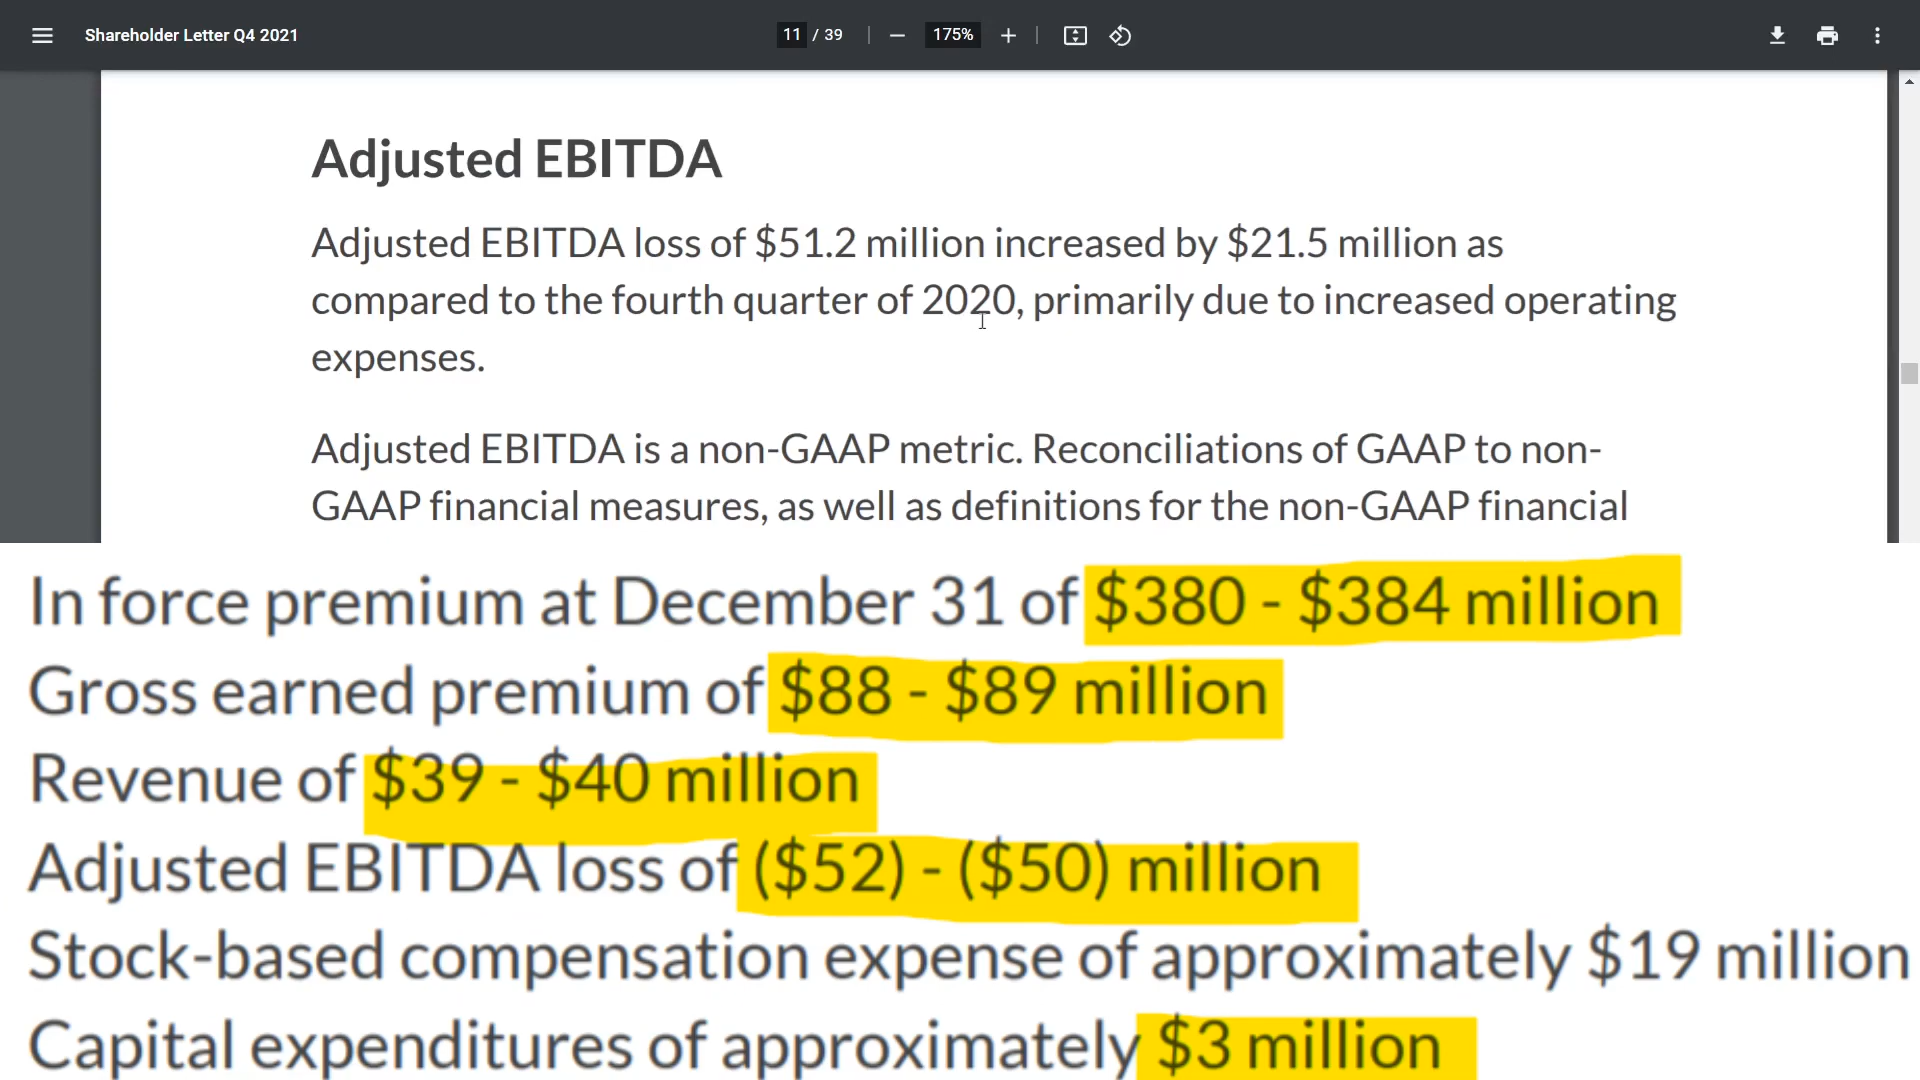 Shareholder Letter Q4 2021
11 / 39
175%
Adjusted EBITDA
Adjusted EBITDA loss of $51.2 million increased by $21.5 million as
compared to the fourth quarter of 2020, primarily due to increased operating
expenses.
Adjusted EBITDA is a non-GAAP metric. Reconciliations of GAAP to non-
GAAP financial measures, as well as definitions for the non-GAAP financial
In force premium at December 31 of $380 - $384 million
Gross earned premium of $88 - $89 million
Revenue of $39 - $40 million
Adjusted EBITDA loss of ($52) - ($50) million
Stock-based compensation expense of approximately $19 million
Capital expenditures of approximately $3 million